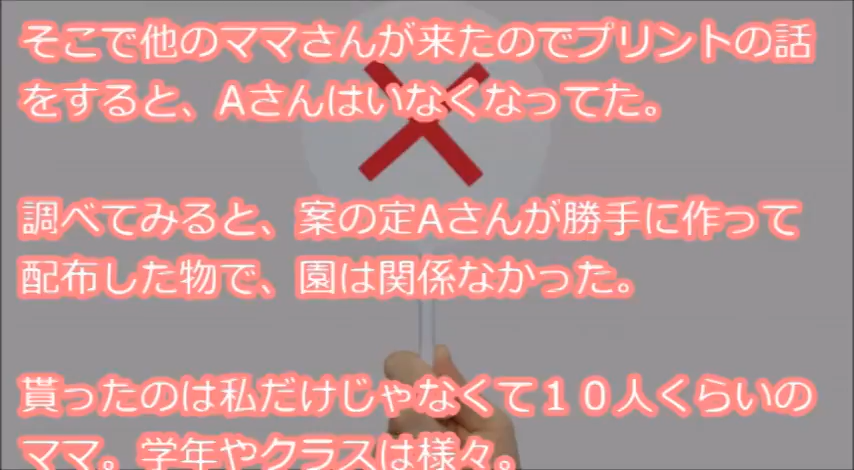 そこで他のママさんが来たのでプリントの話
をすると、Aさんはいなくなってた。
調べてみると、案の定Aさんが勝手に作って
配布した物で、園は関係なかった。
貰ったのは私だけじゃなくて１０人くらいの
ママ。学年やクラスは様々。